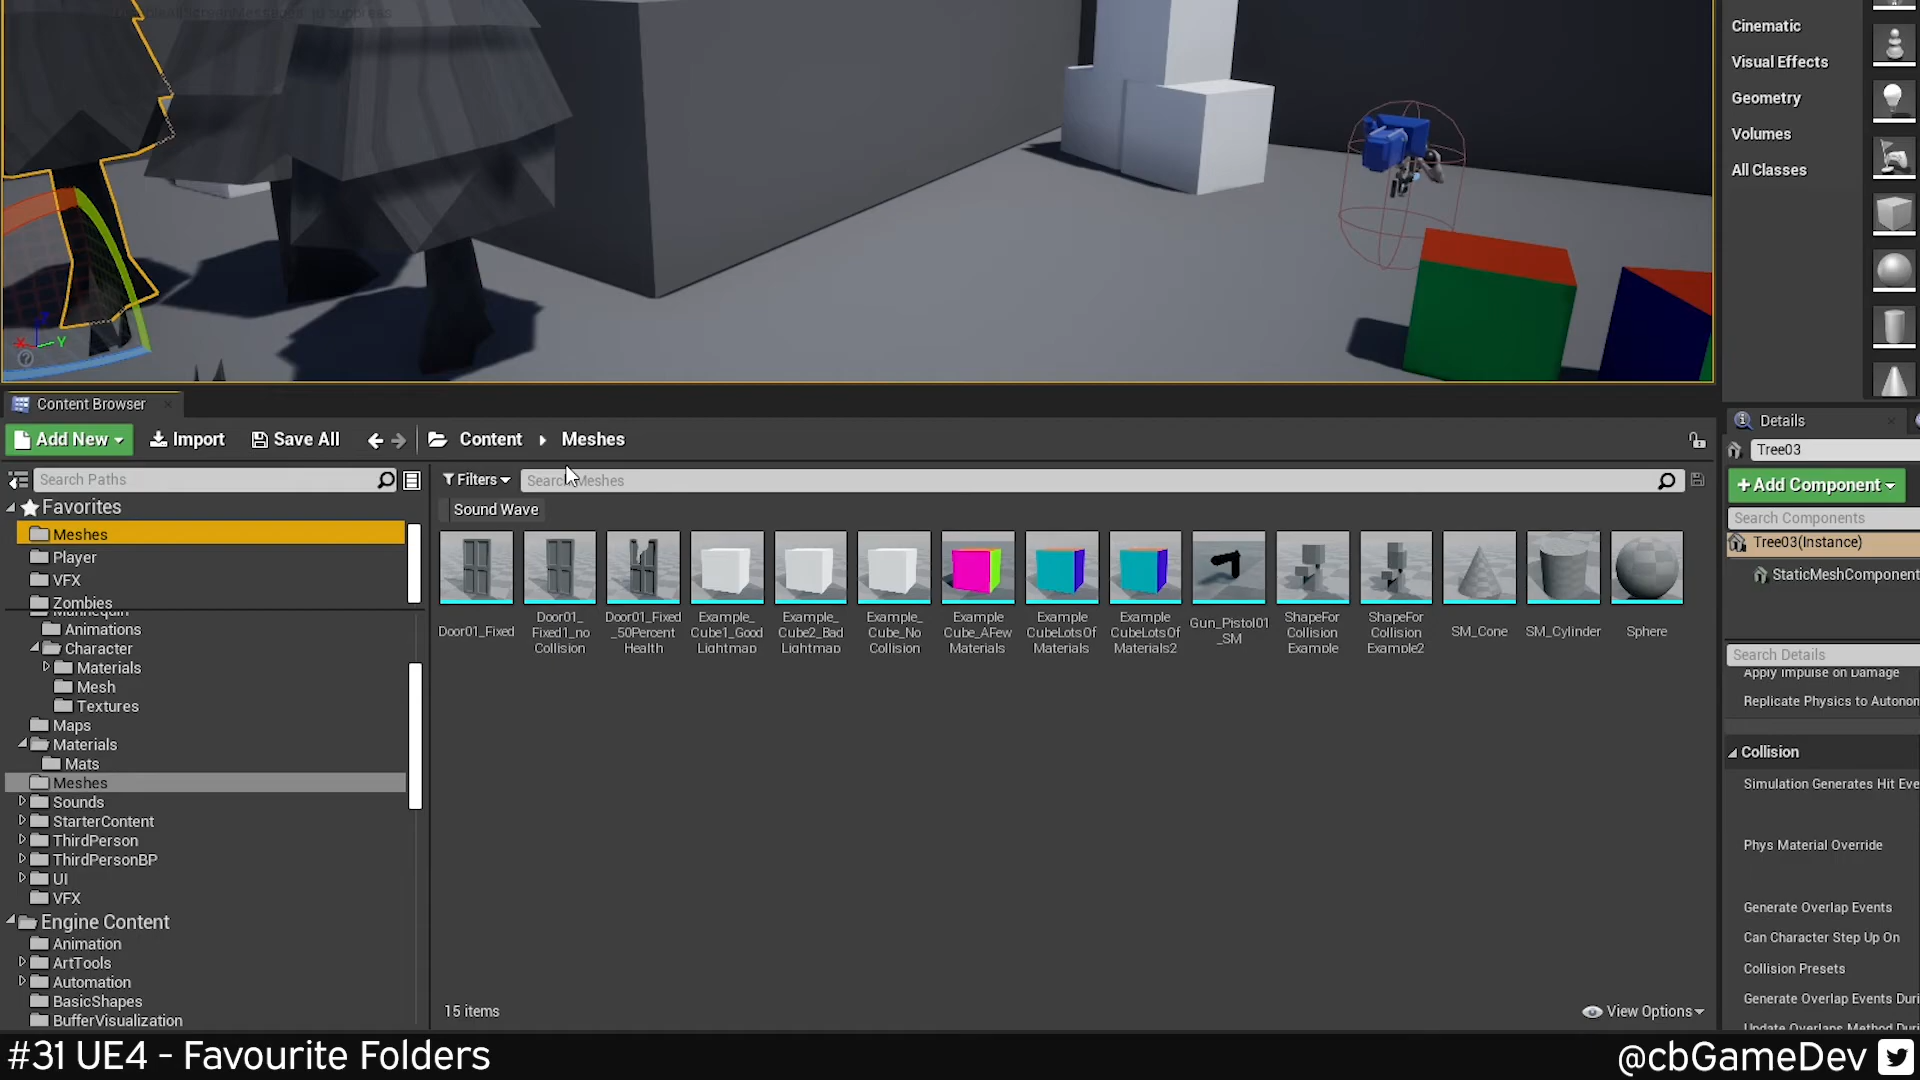 Cinematic
Visual Effects
Geometry
Volumes
All Classes
X Y
Content Browser
Add New
Import
Save All
Content
Meshes
Search Paths
Filters
Search Meshes
Favorites
Sound Wave
Meshes
Player
VFX
Zombies
Mannequin
Animations
Character
Materials
Mesh
Textures
Maps
Materials
Mats
Meshes
Sounds
StarterContent
ThirdPerson
ThirdPersonBP
UI
VFX
Engine Content
Animation
ArtTools
Automation
BasicShapes
BufferVisualization
Door01_Fixed
Door01_
Fixed1_no
Collision
Door01_Fixed
_50Percent
Health
Example_
Cube1_Good
Lightmap
Example_
Cube2_Bad
Lightmap
Example_
Cube_No
Collision
Example
Cube_AFew
Materials
Example
CubeLotsOf
Materials
Example
CubeLotsOf
Materials2
Gun_Pistol01
_SM
ShapeFor
Collision
Example
ShapeFor
Collision
Example2
SM_Cone
SM_Cylinder
Sphere
15 items
View Options
Details
Tree03
+Add Component
Search Components
Tree03(Instance)
StaticMeshComponent
Search Details
Apply Impulse on Damage
Replicate Physics to Autonom
Collision
Simulation Generates Hit Eve
Phys Material Override
Generate Overlap Events
Can Character Step Up On
Collision Presets
Generate Overlap Events Duri
Update Overlaps Method Duri
#31 UE4 - Favourite Folders
@cbGameDev